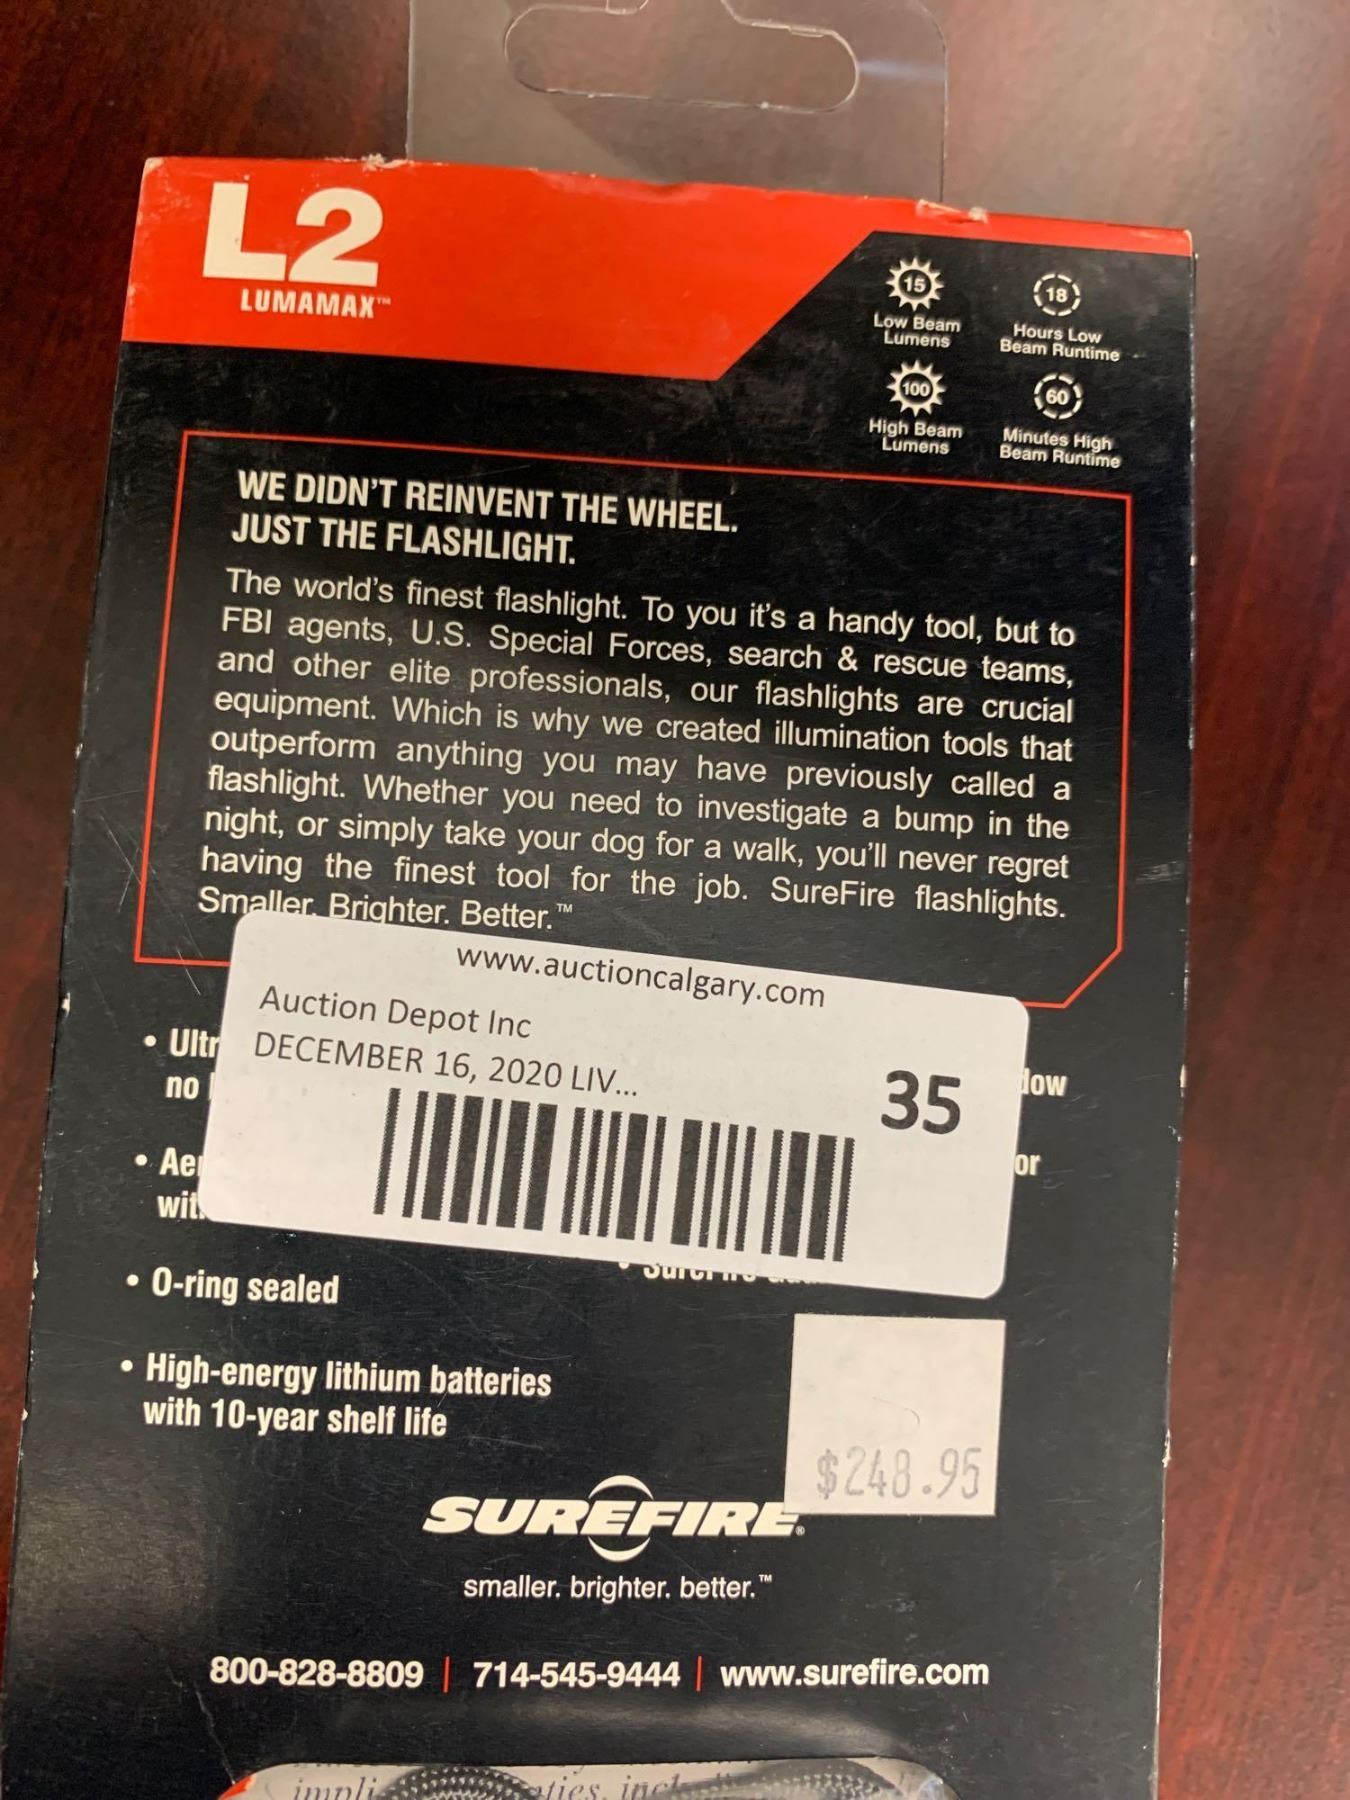 L2
LUMAMAX™
15
Low Beam
Lumens
18
Hours Low
Beam Runtime
100
High Beam
Lumens
60
Minutes High
Beam Runtime
WE DIDN'T REINVENT THE WHEEL.
JUST THE FLASHLIGHT.
The world's finest flashlight. To you it's a handy tool, but to
FBI agents, U.S. Special Forces, search & rescue teams,
and other elite professionals, our flashlights are crucial
equipment. Which is why we created illumination tools that
outperform anything you may have previously called a
flashlight. Whether you need to investigate a bump in the
night, or simply take your dog for a walk, you'll never regret
having the finest tool for the job. SureFire flashlights.
Smaller. Brighter. Better.™
www.auctioncalgary.com
Auction Depot Inc
DECEMBER 16, 2020 LIV...
35
• Ultr
no
• Aer
wit
or
• O-ring sealed
• High-energy lithium batteries
with 10-year shelf life
$248.95
SUREFIRE®
smaller. brighter. better.™
800-828-8809 | 714-545-9444 | www.surefire.com